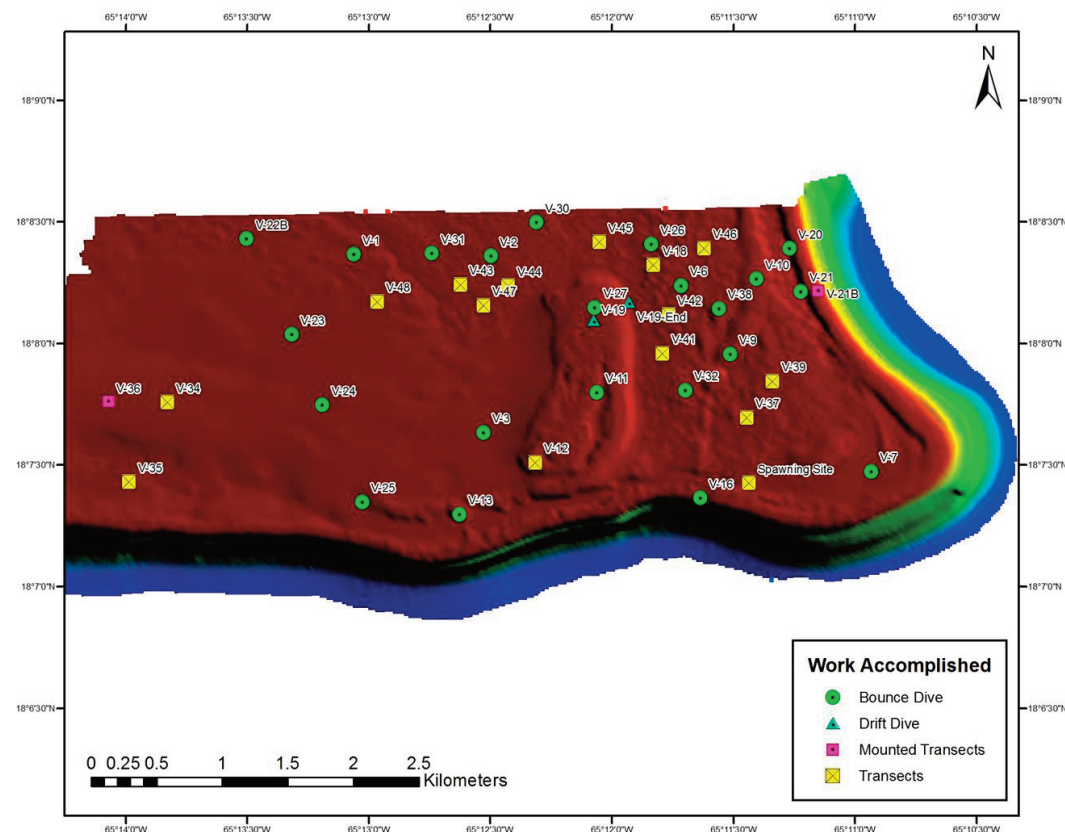 65°14'0"W 65°13'30"W 65°13'0"W 65°12'30"W 65°12'0"W 65°11'30"W 65°11'0"W 65°10'30"W
N
18°9'0"N 18°9'0"N
V-30
18°8'30"N 18°8'30"N
V-22B V-1 V-31 V-2 V-45 V-26 V-46 V-20
V-18
V-43 V-44 V-6 V-10
V-21
V-48 V-47 V-27 V-42 V-38 V-21B
V-19 V-19-End
V-23
18°8'0"N 18°8'0"N
V-41 V-9
V-36 V-34 V-24 V-11 V-32 V-39
V-3 V-37
V-12
18°7'30"N 18°7'30"N
V-35 Spawning Site V-7
V-25 V-13 V-16
18°7'0"N 18°7'0"N
18°6'30"N 18°6'30"N
Work Accomplished
Bounce Dive
Drift Dive
Mounted Transects
Transects
0 0.25 0.5 1 1.5 2 2.5
Kilometers
65°14'0"W 65°13'30"W 65°13'0"W 65°12'30"W 65°12'0"W 65°11'30"W 65°11'0"W 65°10'30"W